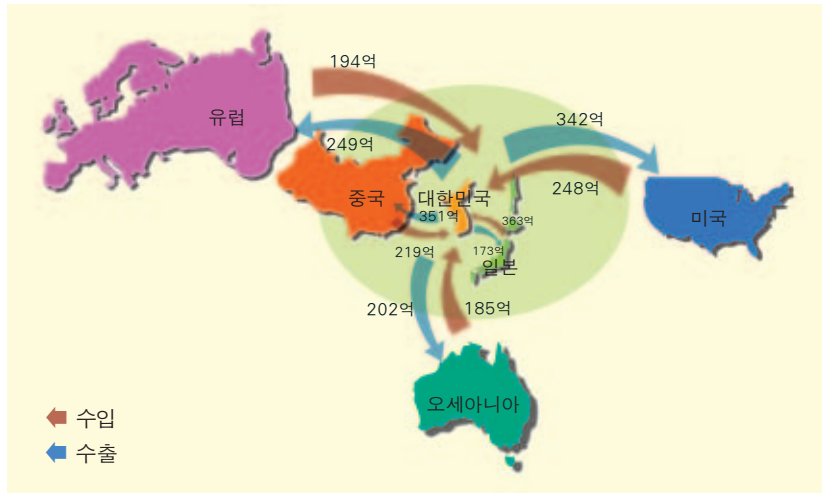 194억
유럽
249억
342억
248억
중국
대한민국
351억
363억
미국
219억
173억
일본
202억
185억
오세아니아
수입
수출